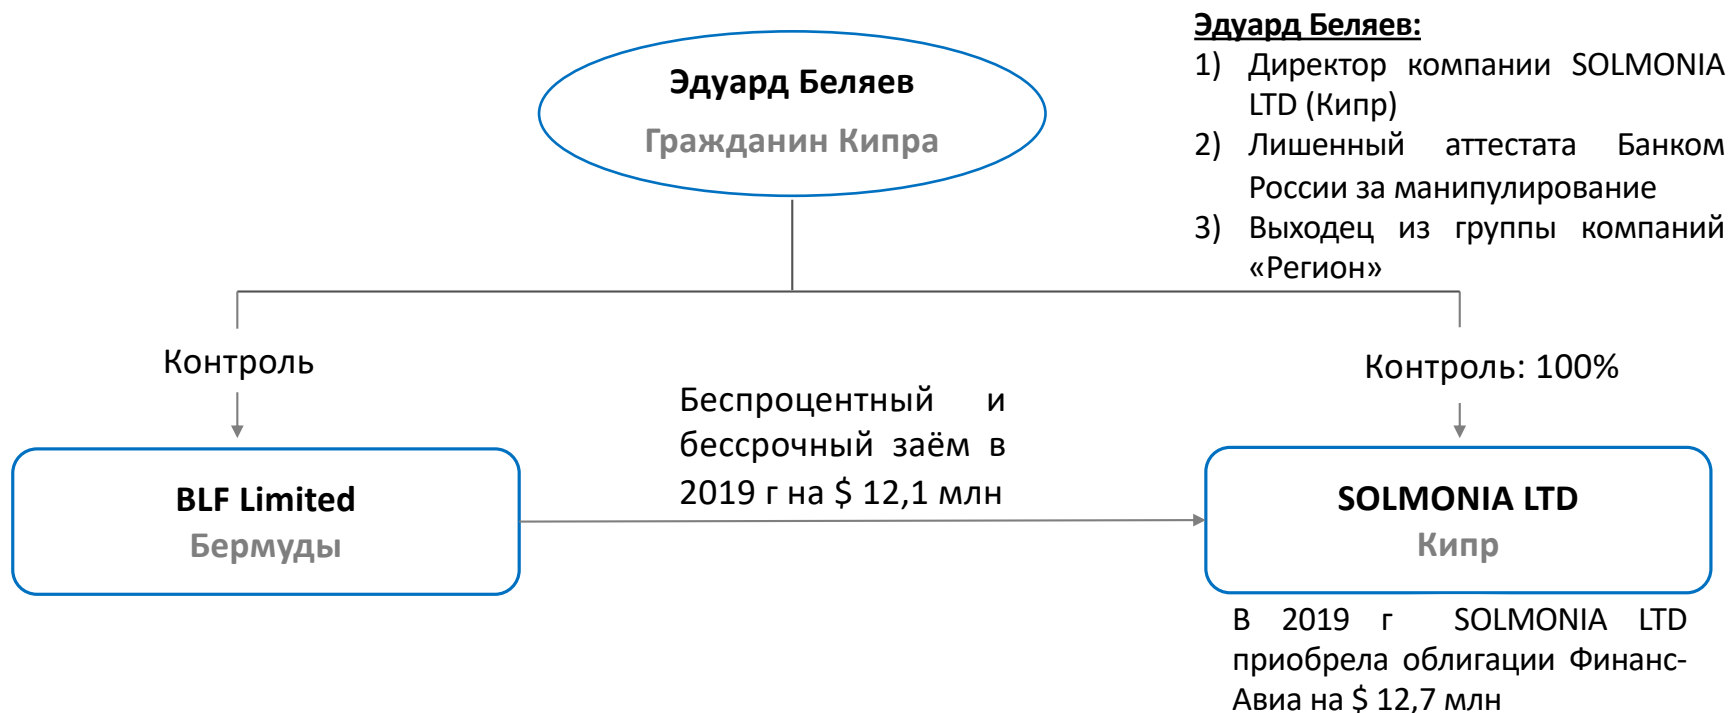 Эдуард Беляев
Гражданин Кипра
Эдуард Беляев:
1) Директор компании SOLMONIA
LTD (Кипр)
2) Лишенный аттестата Банком
России за манипулирование
3) Выходец из группы компаний
«Регион»
Контроль
Контроль: 100%
Беспроцентный и
бессрочный заём в
2019 г на $ 12,1 млн
BLF Limited
Бермуды
SOLMONIA LTD
Кипр
В 2019 г SOLMONIA LTD
приобрела облигации Финанс-
Авиа на $ 12,7 млн